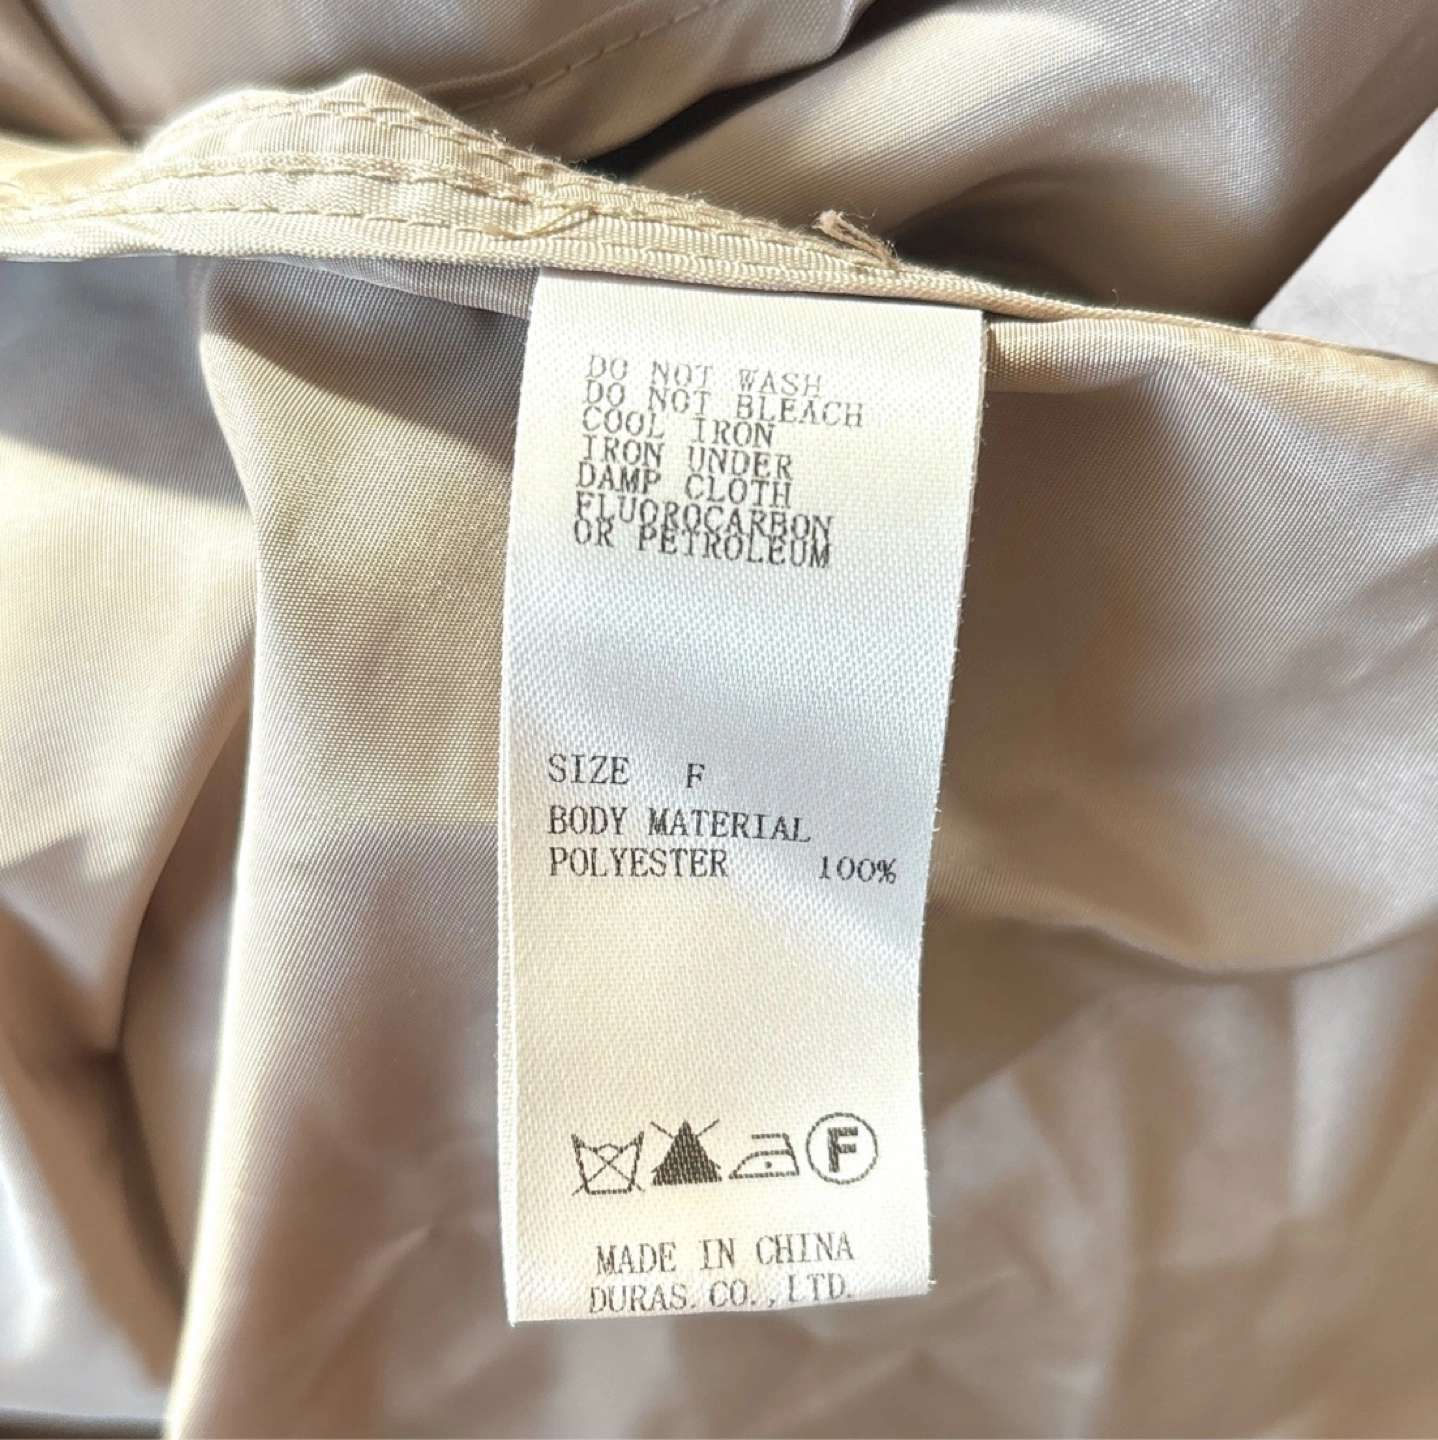 DO NOT WASH
DO NOT BLEACH
COOL IRON
IRON UNDER
DAMP CLOTH
FLUOROCARBON
OR PETROLEUM
SIZE F
BODY MATERIAL
POLYESTER 100%
F
MADE IN CHINA
DURAS. CO. , LTD.